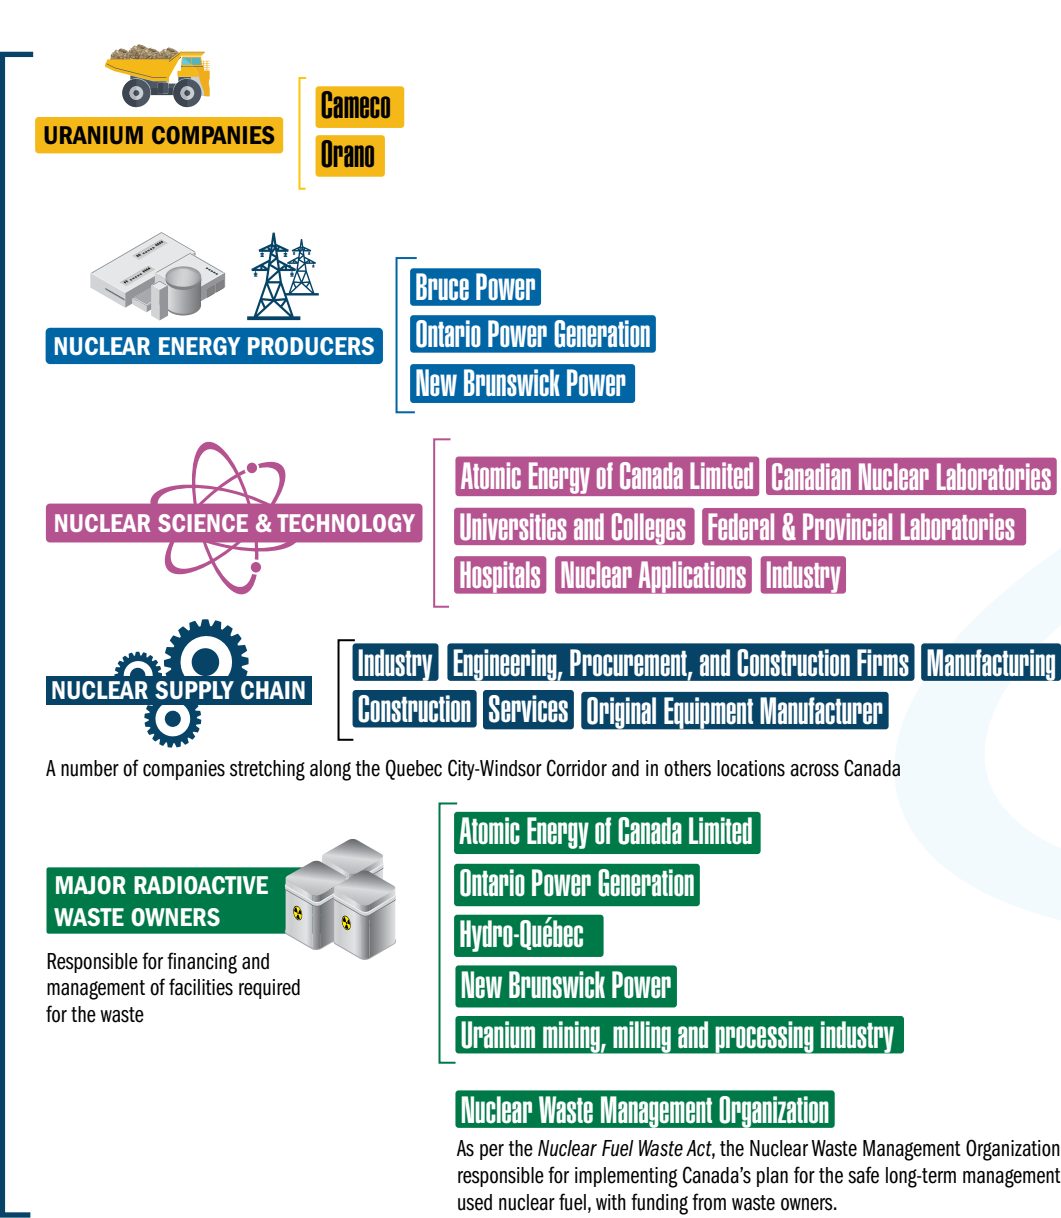 URANIUM COMPANIES
Cameco
Orano
NUCLEAR ENERGY PRODUCERS
Bruce Power
Ontario Power Generation
New Brunswick Power
NUCLEAR SCIENCE & TECHNOLOGY
Atomic Energy of Canada Limited Canadian Nuclear Laboratories
Universities and Colleges Federal & Provincial Laboratories
Hospitals Nuclear Applications Industry
NUCLEAR SUPPLY CHAIN
Industry Engineering, Procurement, and Construction Firms Manufacturing
Construction Services Original Equipment Manufacturer
A number of companies stretching along the Quebec City-Windsor Corridor and in others locations across Canada
MAJOR RADIOACTIVE
WASTE OWNERS
Responsible for financing and
management of facilities required
for the waste
Atomic Energy of Canada Limited
Ontario Power Generation
Hydro-Québec
New Brunswick Power
Uranium mining, milling and processing industry
Nuclear Waste Management Organization
As per the Nuclear Fuel Waste Act, the Nuclear Waste Management Organization
responsible for implementing Canada's plan for the safe long-term management
used nuclear fuel, with funding from waste owners.